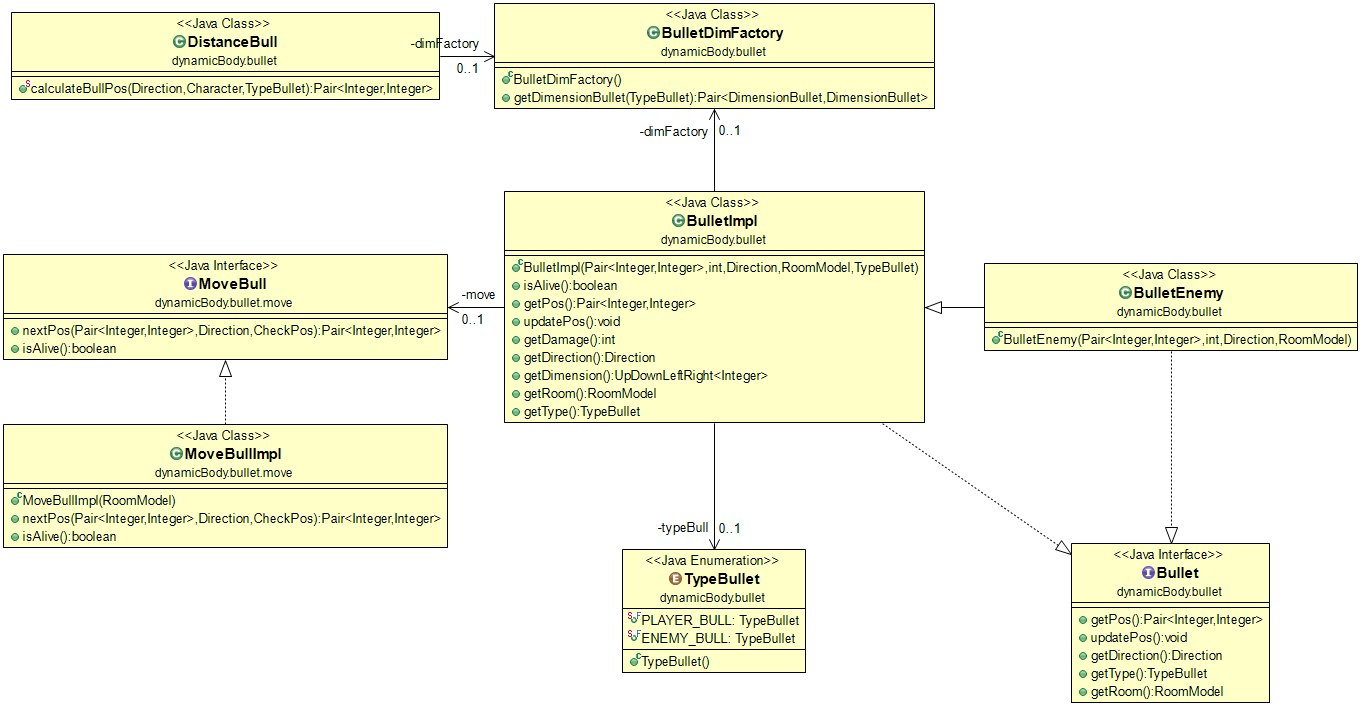 <<Java Class>>
DistanceBull
dynamicBody.bullet
calculateBullPos(Direction,Character,TypeBullet):Pair<Integer,Integer>
-dimFactory
0..1
<<Java Class>>
BulletDimFactory
dynamicBody.bullet
BulletDimFactory()
getDimensionBullet(TypeBullet):Pair<DimensionBullet,DimensionBullet>
-dimFactory
0..1
<<Java Class>>
BulletImpl
dynamicBody.bullet
BulletImpl(Pair<Integer,Integer>,int,Direction,RoomModel,TypeBullet)
isAlive():boolean
getPos():Pair<Integer,Integer>
updatePos():void
getDamage():int
getDirection():Direction
getDimension():UpDownLeftRight<Integer>
getRoom():RoomModel
getType():TypeBullet
-move
0..1
<<Java Interface>>
MoveBull
dynamicBody.bullet.move
nextPos(Pair<Integer,Integer>,Direction,CheckPos):Pair<Integer,Integer>
isAlive():boolean
<<Java Class>>
MoveBullImpl
dynamicBody.bullet.move
MoveBullImpl(RoomModel)
nextPos(Pair<Integer,Integer>,Direction,CheckPos):Pair<Integer,Integer>
isAlive():boolean
<<Java Class>>
BulletEnemy
dynamicBody.bullet
BulletEnemy(Pair<Integer,Integer>,int,Direction,RoomModel)
-typeBull
0..1
<<Java Enumeration>>
TypeBullet
dynamicBody.bullet
PLAYER_BULL: TypeBullet
ENEMY_BULL: TypeBullet
TypeBullet()
<<Java Interface>>
Bullet
dynamicBody.bullet
getPos():Pair<Integer,Integer>
updatePos():void
getDirection():Direction
getType():TypeBullet
getRoom():RoomModel